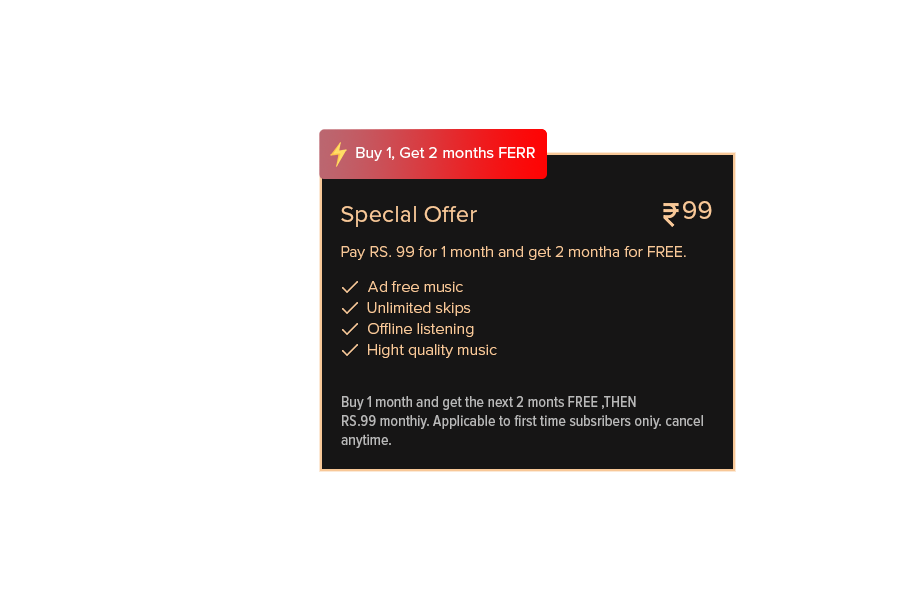 Buy 1, Get 2 months FERR
Speclal Offer
₹99
Pay RS. 99 for 1 month and get 2 montha for FREE.
Ad free music
Unlimited skips
Offline listening
Hight quality music
Buy 1 month and get the next 2 monts FREE ,THEN
RS.99 monthiy. Applicable to first time subsribers oniy. cancel
anytime.